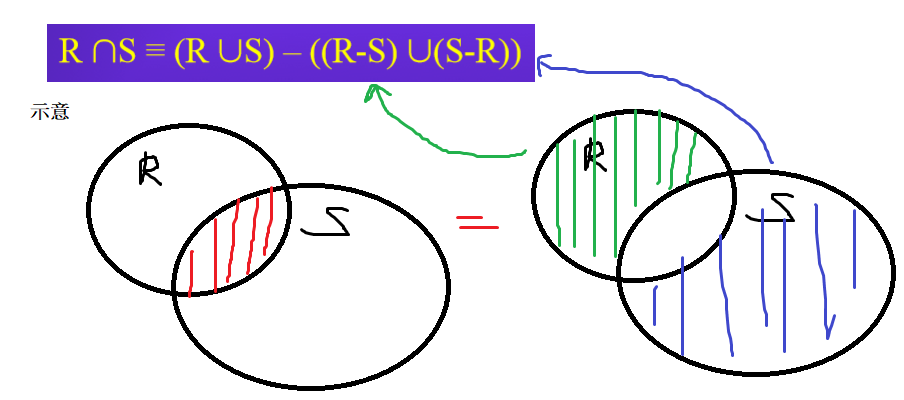 R ∩S ≡ (R ∪S) – ((R-S) ∪(S-R))
示意
R
S
=
R
S